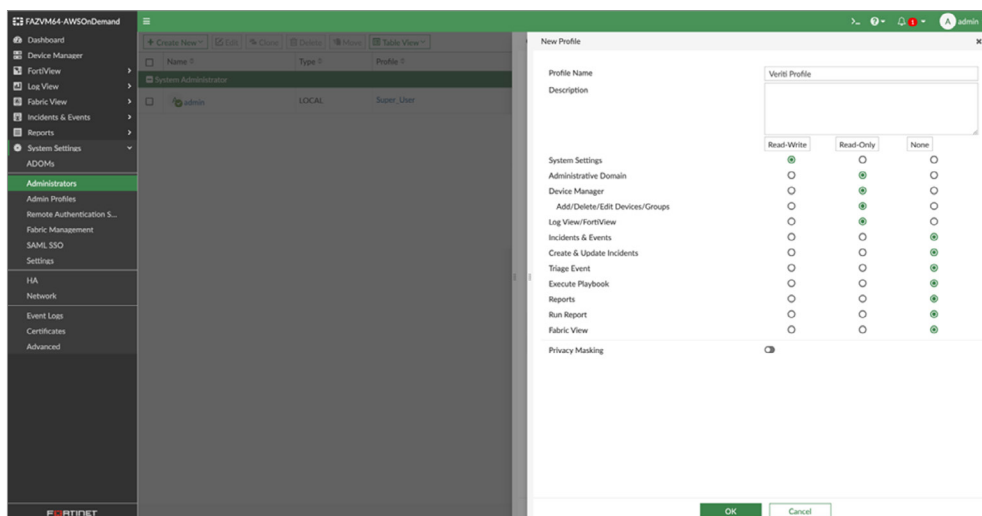 FAZVM64-AWSOnDemand
admin
Dashboard
Device Manager
FortiView
Log View
Fabric View
Incidents & Events
Reports
System Settings
ADOMs
Administrators
Admin Profiles
Remote Authentication S...
Fabric Management
SAML SSO
Settings
HA
Network
Event Logs
Certificates
Advanced
FORTINET
+ Create New Edit Clone Delete Move Table View
Name Type Profile
System Administrator
admin LOCAL Super_User
New Profile
Profile Name Veriti Profile
Description
Read-Write Read-Only None
System Settings
Administrative Domain
Device Manager
Add/Delete/Edit Devices/Groups
Log View/FortiView
Incidents & Events
Create & Update Incidents
Triage Event
Execute Playbook
Reports
Run Report
Fabric View
Privacy Masking
OK Cancel